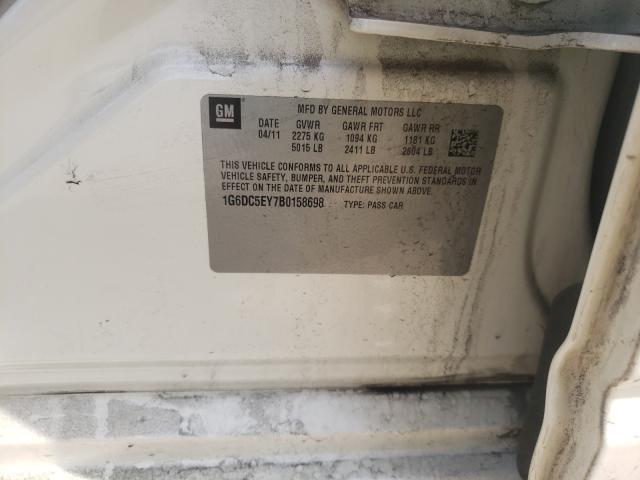 GM
MFD BY GENERAL MOTORS LLC
DATE GVWR GAWR FRT GAWR RR
04/11 2275 KG 1094 KG 1181 KG
5015 LB 2411 LB 2604 LB
THIS VEHICLE CONFORMS TO ALL APPLICABLE U.S. FEDERAL MOTOR
VEHICLE SAFETY, BUMPER, AND THEFT PREVENTION STANDARDS IN
EFFECT ON THE DATE OF MANUFACTURE SHOWN ABOVE.
1G6DC5EY7B0158698 TYPE: PASS CAR